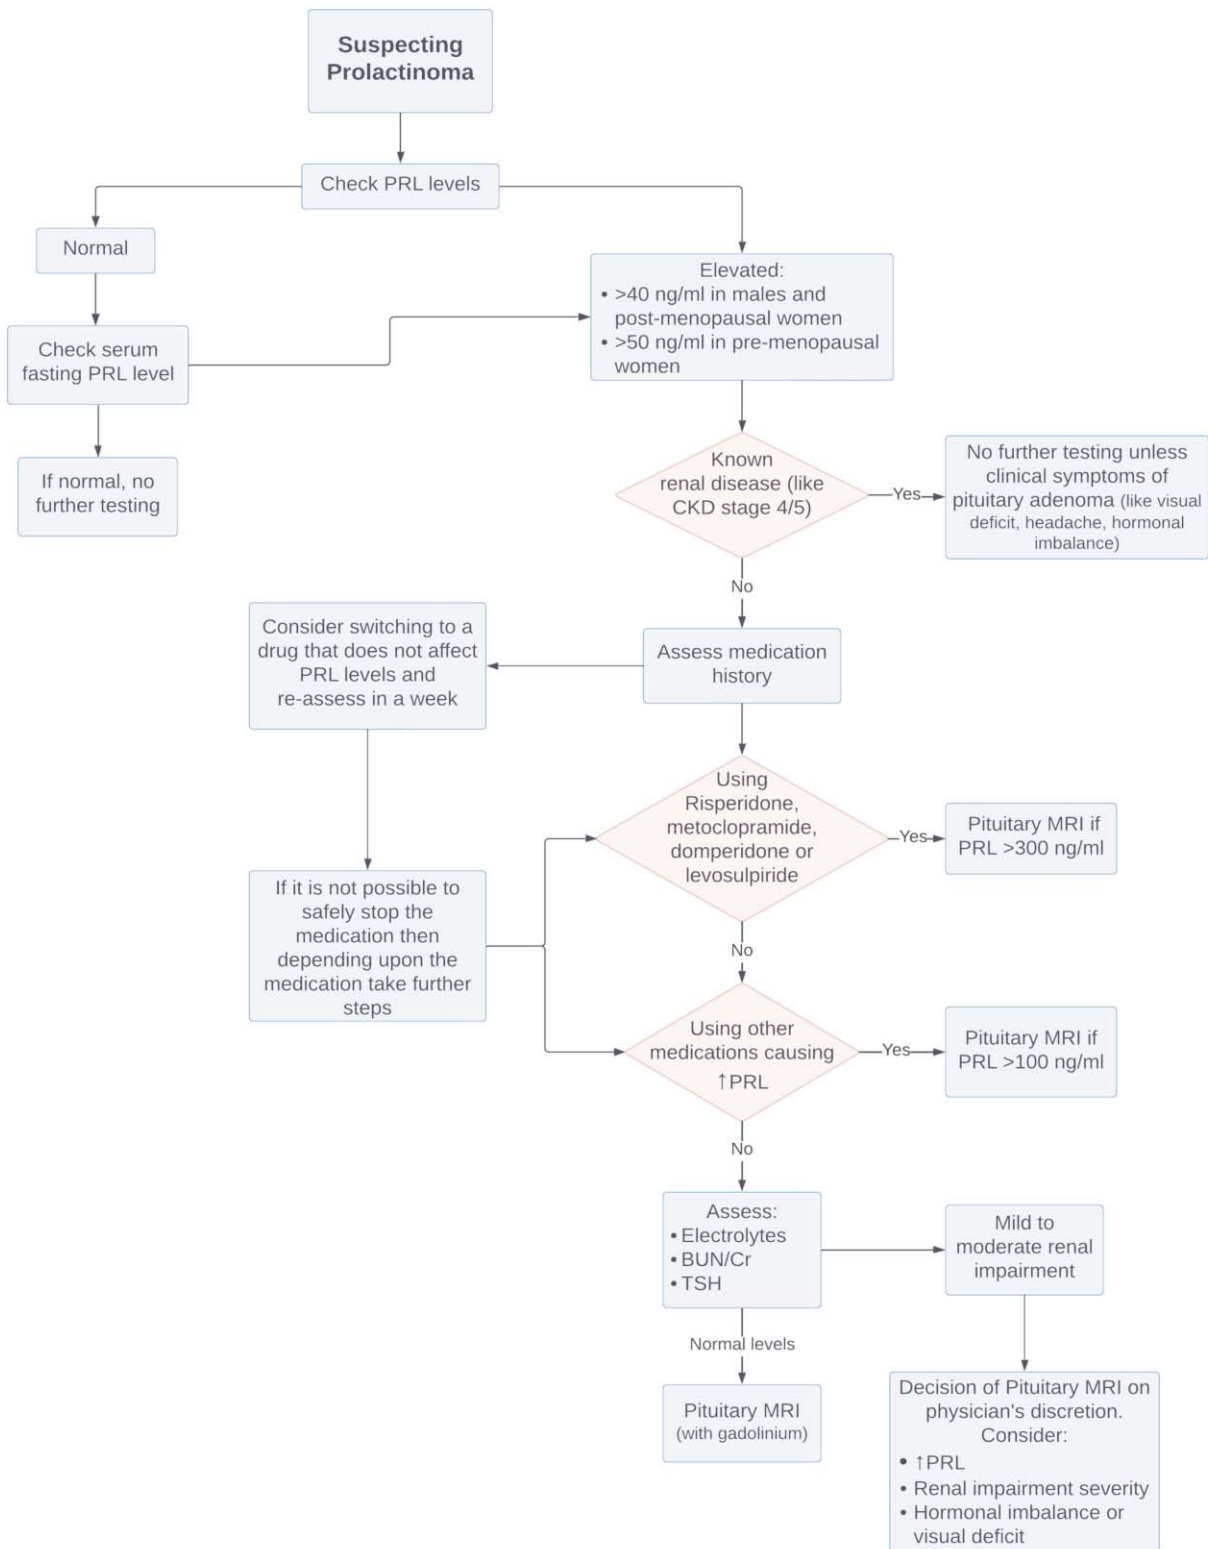 Suspecting
Prolactinoma
Check PRL levels
Normal
Elevated:
• >40 ng/ml in males and
post-menopausal women
• >50 ng/ml in pre-menopausal
women
Check serum
fasting PRL level
If normal, no
further testing
Known
renal disease (like
CKD stage 4/5)
Yes
No further testing unless
clinical symptoms of
pituitary adenoma (like visual
deficit, headache, hormonal
imbalance)
No
Consider switching to a
drug that does not affect
PRL levels and
re-assess in a week
Assess medication
history
Using
Risperidone,
metoclopramide,
domperidone or
levosulpiride
Yes
Pituitary MRI if
PRL >300 ng/ml
If it is not possible to
safely stop the
medication then
depending upon the
medication take further
steps
No
Using other
medications causing
↑PRL
Yes
Pituitary MRI if
PRL >100 ng/ml
No
Assess:
• Electrolytes
• BUN/Cr
• TSH
Mild to
moderate renal
impairment
Normal levels
Pituitary MRI
(with gadolinium)
Decision of Pituitary MRI on
physician's discretion.
Consider:
• ↑PRL
• Renal impairment severity
• Hormonal imbalance or
visual deficit